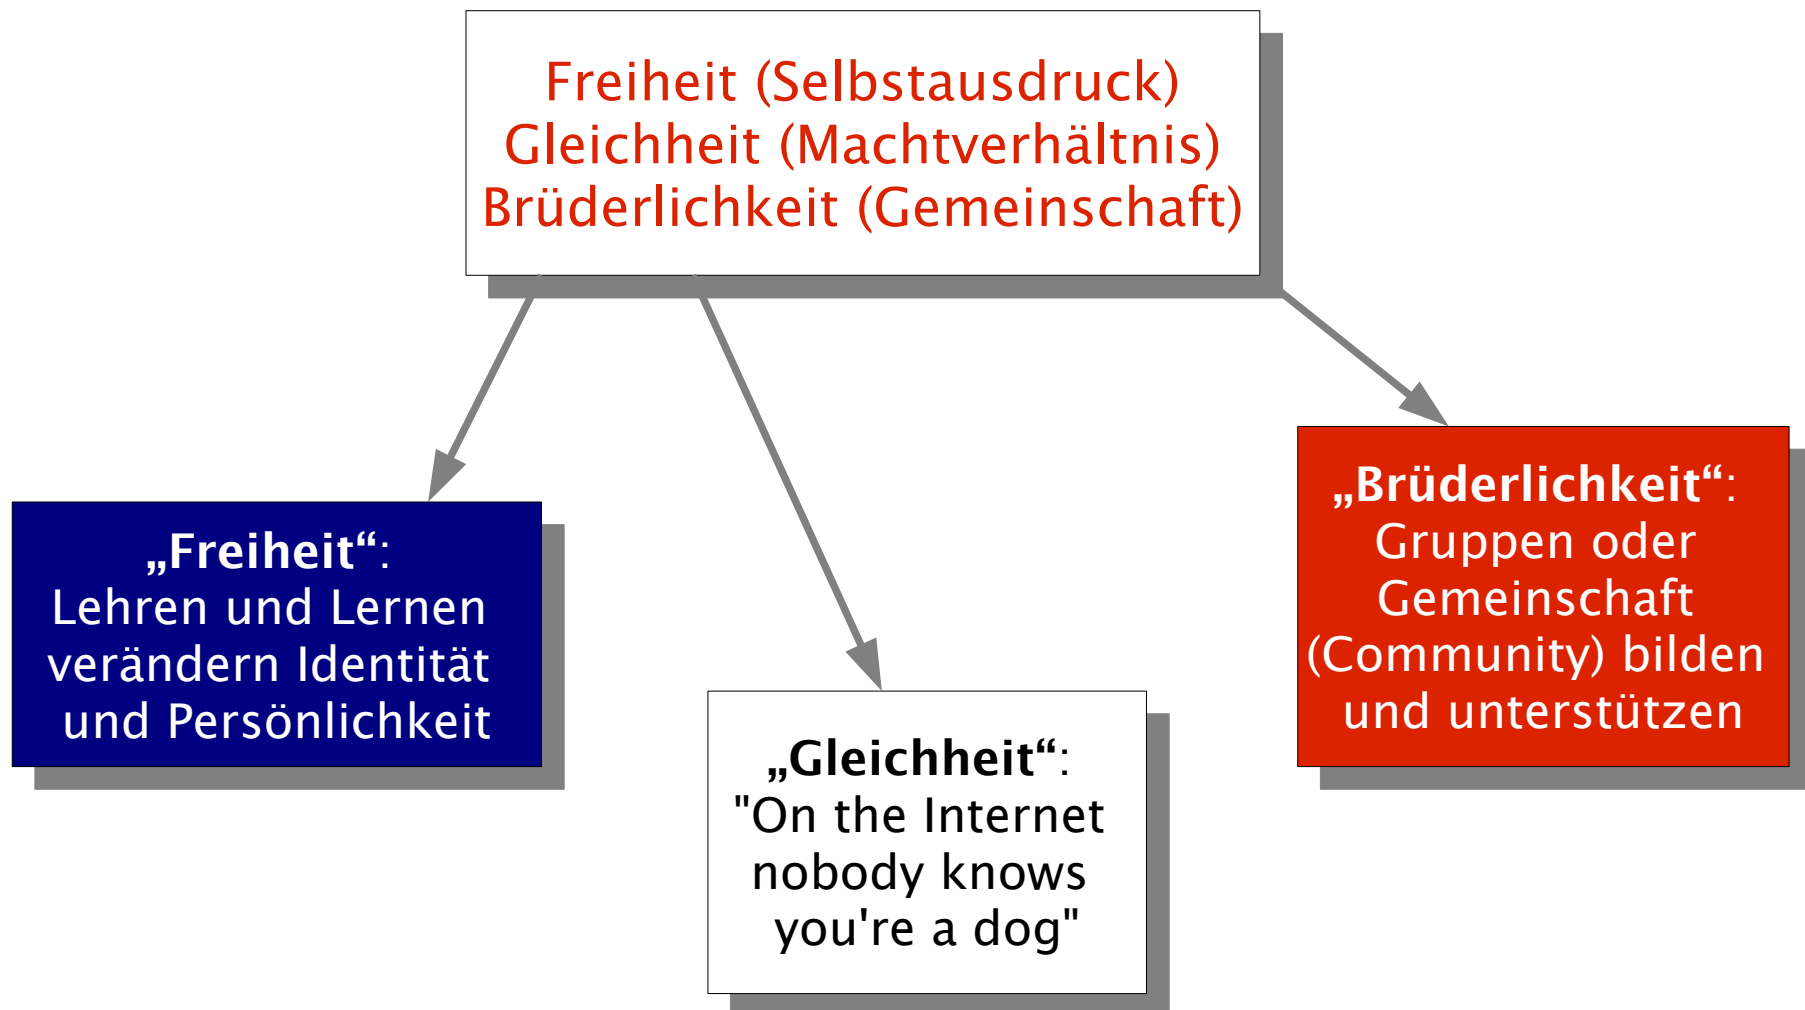 Freiheit (Selbstausdruck)
Gleichheit (Machtverhältnis)
Brüderlichkeit (Gemeinschaft)
„Freiheit“:
Lehren und Lernen
verändern Identität
und Persönlichkeit
„Gleichheit“:
"On the Internet
nobody knows
you're a dog"
„Brüderlichkeit“:
Gruppen oder
Gemeinschaft
(Community) bilden
und unterstützen